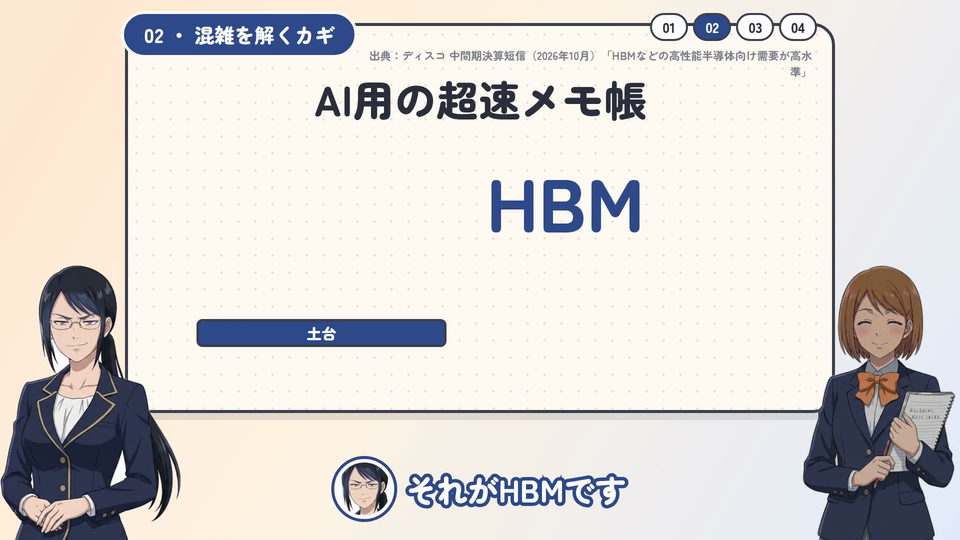 02 ・ 混雑を解くカギ
01 02 03 04
出典：ディスコ 中間期決算短信（2026年10月）「HBMなどの高性能半導体向け需要が高水
準」
AI用の超速メモ帳
HBM
土台
それがHBMです